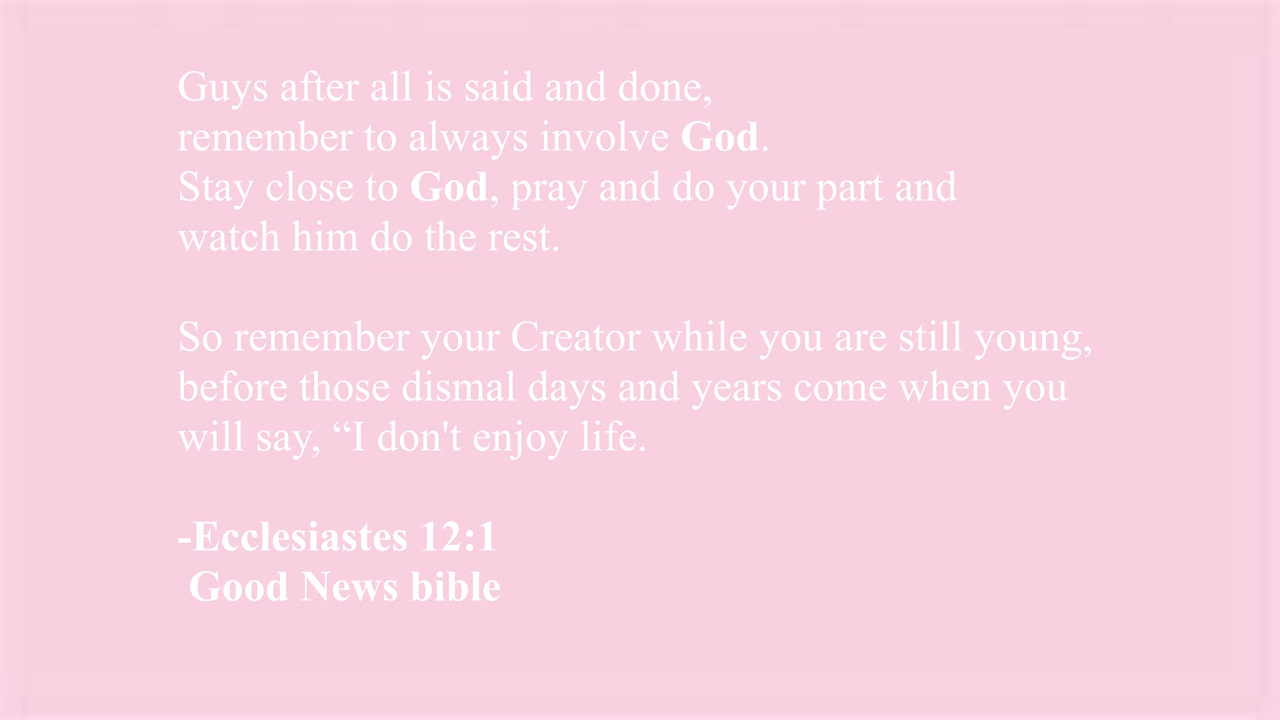 Guys after all is said and done,
remember to always involve God.
Stay close to God, pray and do your part and
watch him do the rest.
So remember your Creator while you are still young,
before those dismal days and years come when you
will say, “I don't enjoy life.
-Ecclesiastes 12:1
Good News bible